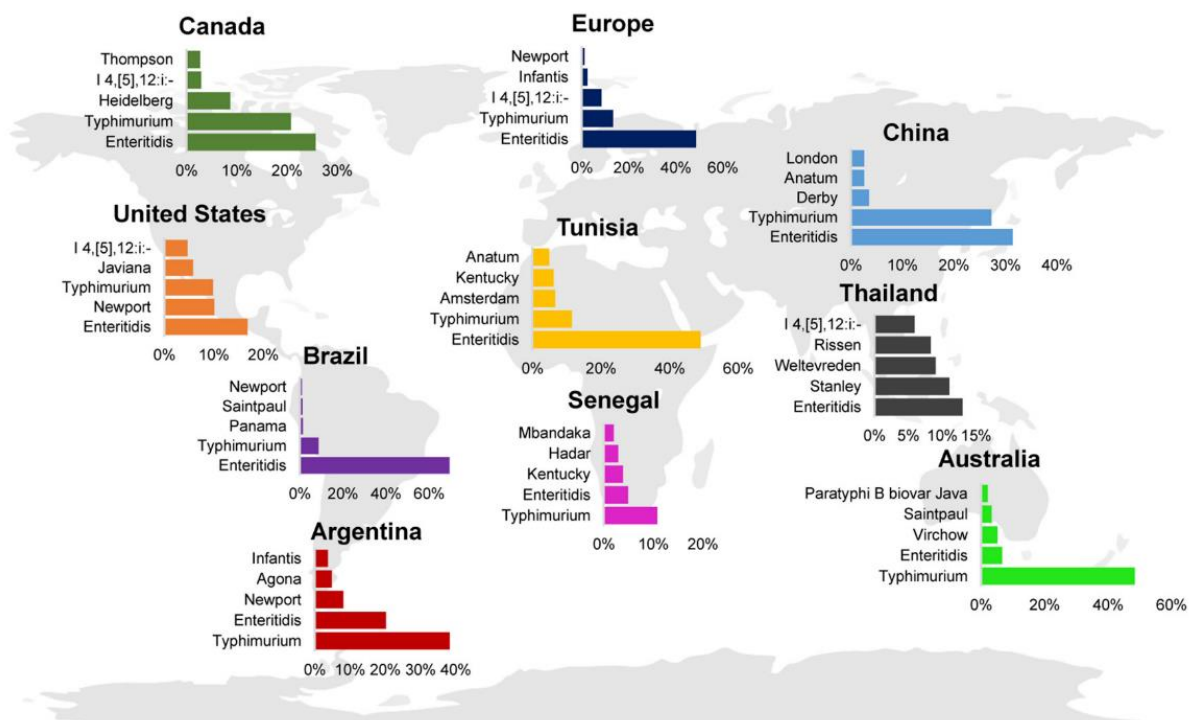 Canada
Thompson
I 4,[5],12:i:-
Heidelberg
Typhimurium
Enteritidis
0% 10% 20% 30%
Europe
Newport
Infantis
I 4,[5],12:i:-
Typhimurium
Enteritidis
0% 20% 40% 60%
China
London
Anatum
Derby
Typhimurium
Enteritidis
0% 10% 20% 30% 40%
United States
I 4,[5],12:i:-
Javiana
Typhimurium
Newport
Enteritidis
0% 10% 20%
Tunisia
Anatum
Kentucky
Amsterdam
Typhimurium
Enteritidis
0% 20% 40% 60%
Thailand
I 4,[5],12:i:-
Rissen
Weltevreden
Stanley
Enteritidis
0% 5% 10% 15%
Brazil
Newport
Saintpaul
Panama
Typhimurium
Enteritidis
0% 20% 40% 60%
Senegal
Mbandaka
Hadar
Kentucky
Enteritidis
Typhimurium
0% 10% 20%
Australia
Paratyphi B biovar Java
Saintpaul
Virchow
Enteritidis
Typhimurium
0% 20% 40% 60%
Argentina
Infantis
Agona
Newport
Enteritidis
Typhimurium
0% 10% 20% 30% 40%